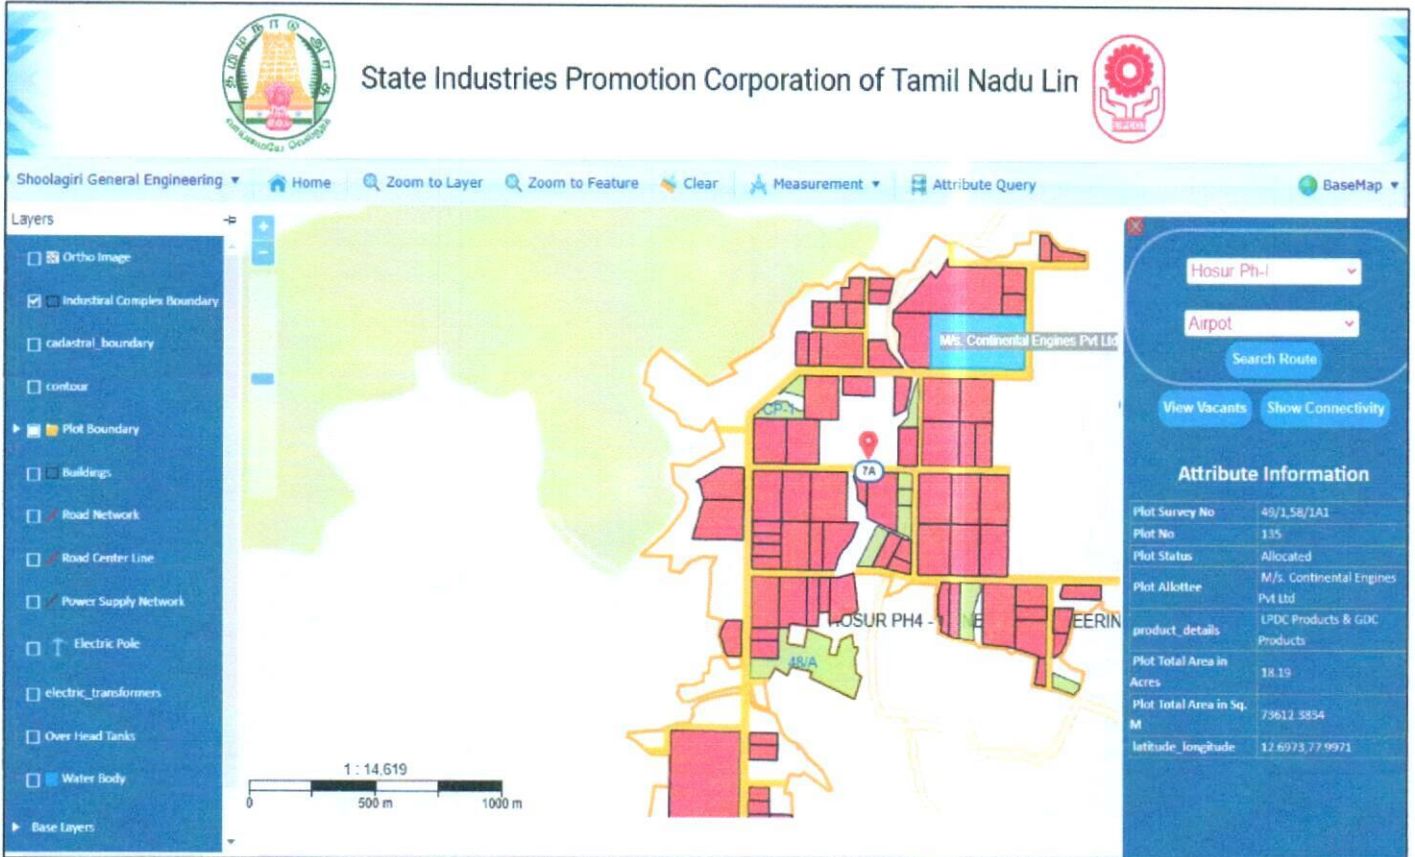 தமிழ்நாடு அரசு
வாய்மையே வெல்லும்
State Industries Promotion Corporation of Tamil Nadu Lin
SIPCOT
Shoolagiri General Engineering
Home
Zoom to Layer
Zoom to Feature
Clear
Measurement
Attribute Query
BaseMap
Layers
Ortho Image
Industiral Complex Boundary
cadastral_boundary
contour
Plot Boundary
Buildings
Road Network
Road Center Line
Power Supply Network
Electric Pole
electric_transformers
Over Head Tanks
Water Body
Base Layers
+
−
M/s. Continental Engines Pvt Ltd
CP-1
7A
HOSUR PH4 -
EERIN
48/A
1 : 14,619
0
500 m
1000 m
Hosur Ph-I
Airpot
Search Route
View Vacants
Show Connectivity
Attribute Information
Plot Survey No 49/1,58/1A1
Plot No 135
Plot Status Allocated
Plot Allottee M/s. Continental Engines
Pvt Ltd
product_details LPDC Products & GDC
Products
Plot Total Area in
Acres 18.19
Plot Total Area in Sq.
M 73612.3854
latitude_longitude 12.6973,77.9971